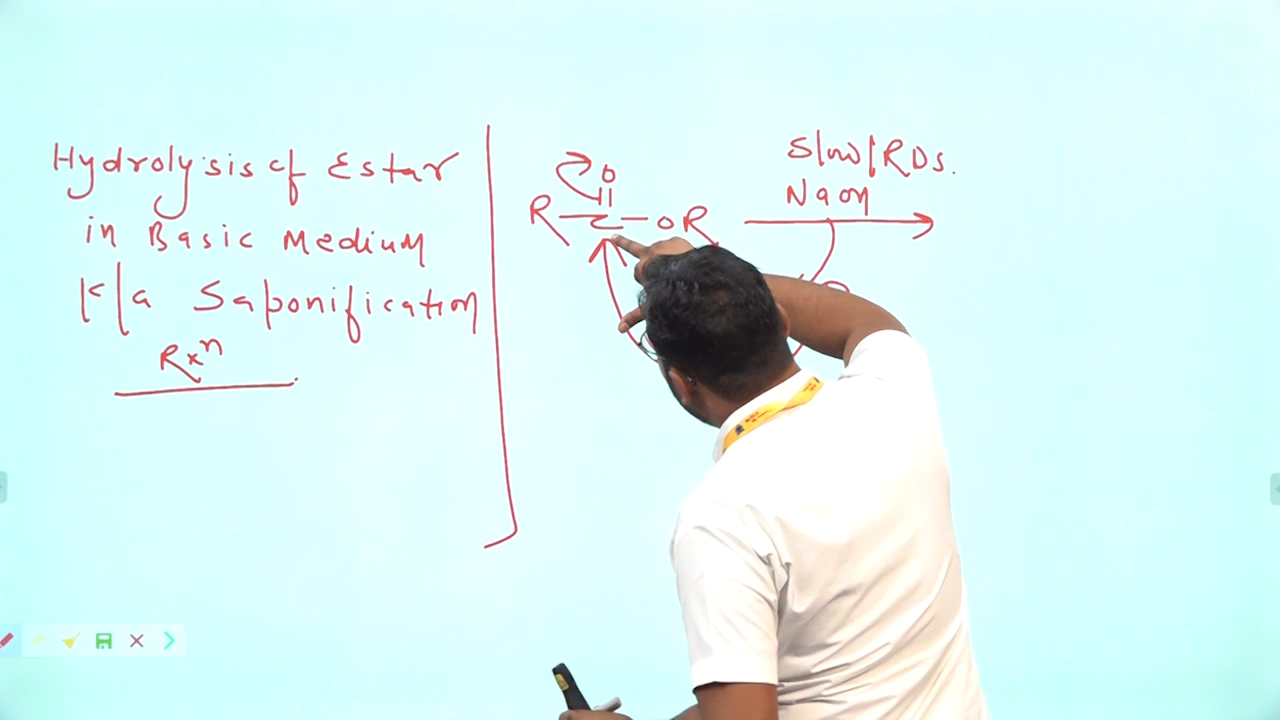 Hydrolysis of Estar
in Basic Medium
K/a Saponification
Rxⁿ
O
R—C—OR
Slow/RDS.
NaOH